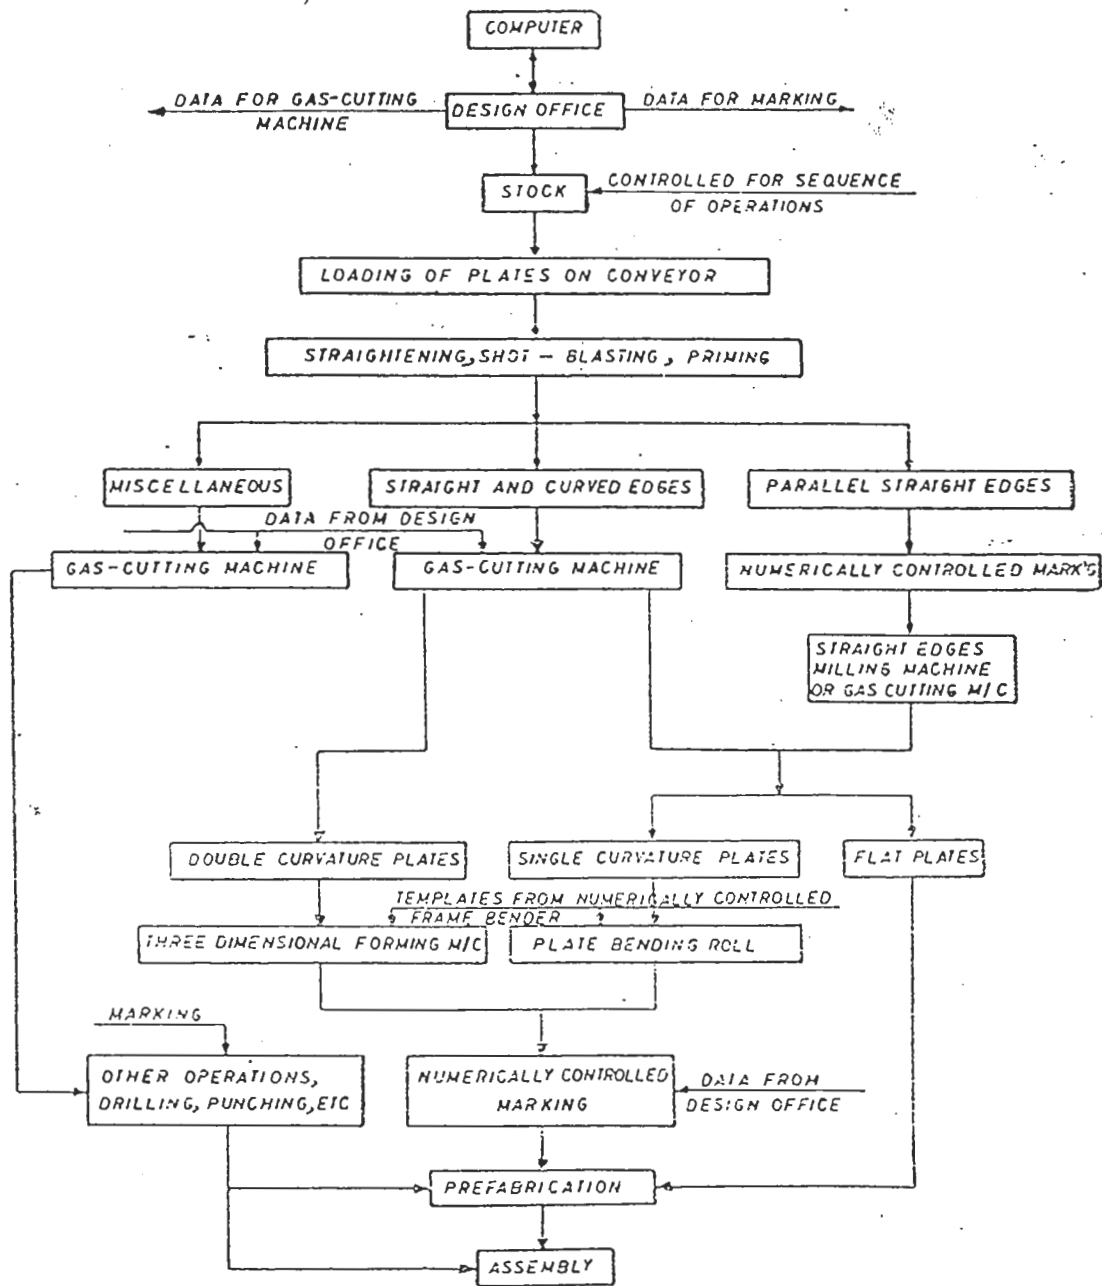 COMPUTER
DATA FOR GAS-CUTTING
MACHINE
DESIGN OFFICE
DATA FOR MARKING
STOCK
CONTROLLED FOR SEQUENCE
OF OPERATIONS
LOADING OF PLATES ON CONVEYOR
STRAIGHTENING, SHOT - BLASTING, PRIMING
MISCELLANEOUS
STRAIGHT AND CURVED EDGES
PARALLEL STRAIGHT EDGES
DATA FROM DESIGN
OFFICE
GAS-CUTTING MACHINE
GAS-CUTTING MACHINE
NUMERICALLY CONTROLLED MARK'G
STRAIGHT EDGES
MILLING MACHINE
OR GAS CUTTING M/C
DOUBLE CURVATURE PLATES
SINGLE CURVATURE PLATES
FLAT PLATES
TEMPLATES FROM NUMERICALLY CONTROLLED
FRAME BENDER
THREE DIMENSIONAL FORMING M/C
PLATE BENDING ROLL
MARKING
OTHER OPERATIONS,
DRILLING, PUNCHING, ETC
NUMERICALLY CONTROLLED
MARKING
DATA FROM
DESIGN OFFICE
PREFABRICATION
ASSEMBLY